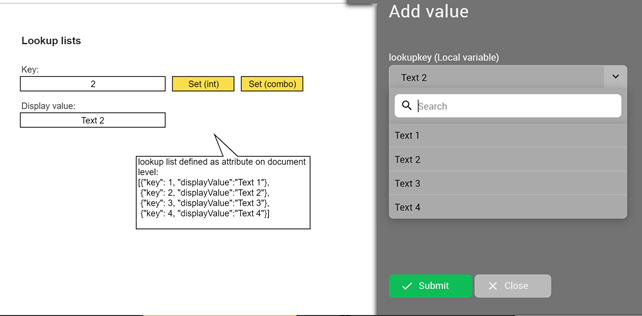 Lookup lists
Key:
2
Set (int)
Set (combo)
Display value:
Text 2
lookup list defined as attribute on document
level:
[{"key": 1, "displayValue":"Text 1"},
{"key": 2, "displayValue":"Text 2"},
{"key": 3, "displayValue":"Text 3"},
{"key": 4, "displayValue":"Text 4"}]
Add value
lookupkey (Local variable)
Text 2
Search
Text 1
Text 2
Text 3
Text 4
Submit
Close